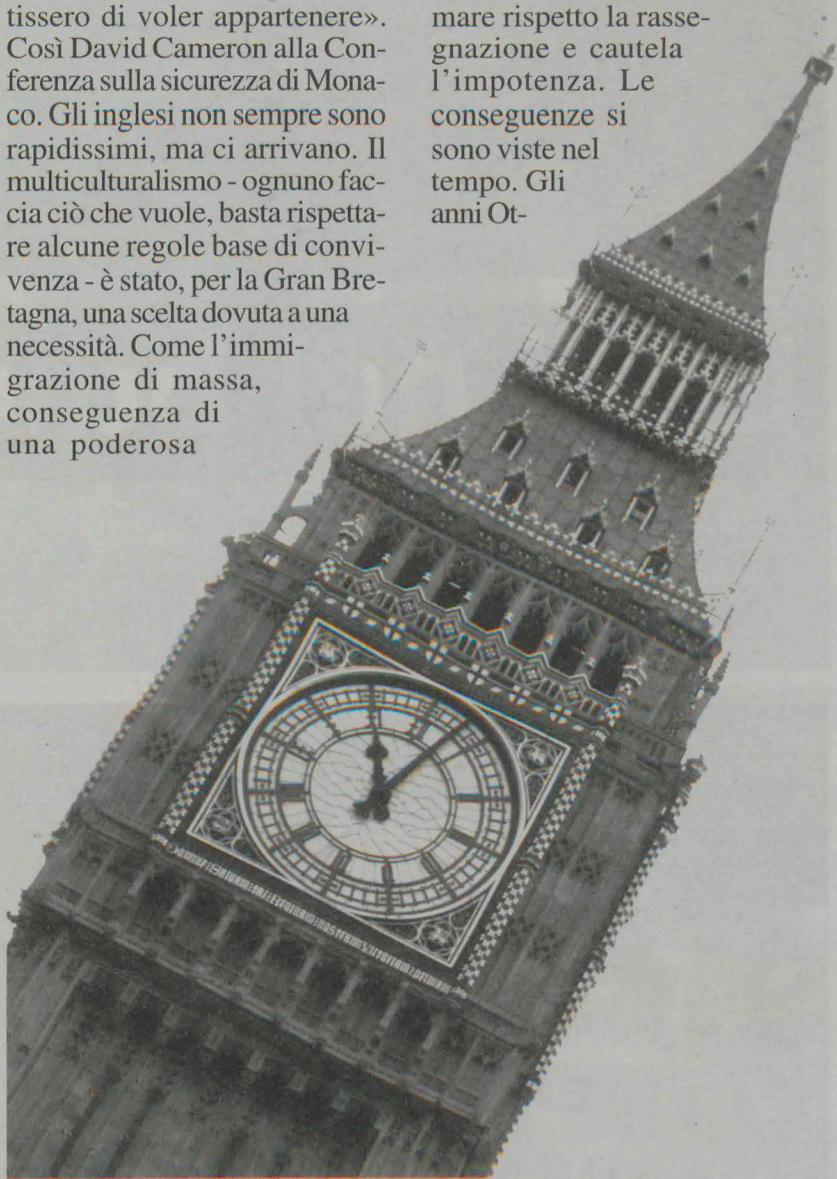 tissero di voler appartenere».
Così David Cameron alla Con-
ferenza sulla sicurezza di Mona-
co. Gli inglesi non sempre sono
rapidissimi, ma ci arrivano. Il
multiculturalismo - ognuno fac-
cia ciò che vuole, basta rispetta-
re alcune regole base di convi-
venza - è stato, per la Gran Bre-
tagna, una scelta dovuta a una
necessità. Come l'immi-
grazione di massa,
conseguenza di
una poderosa
mare rispetto la rasse-
gnazione e cautela
l'impotenza. Le
conseguenze si
sono viste nel
tempo. Gli
anni Ot-